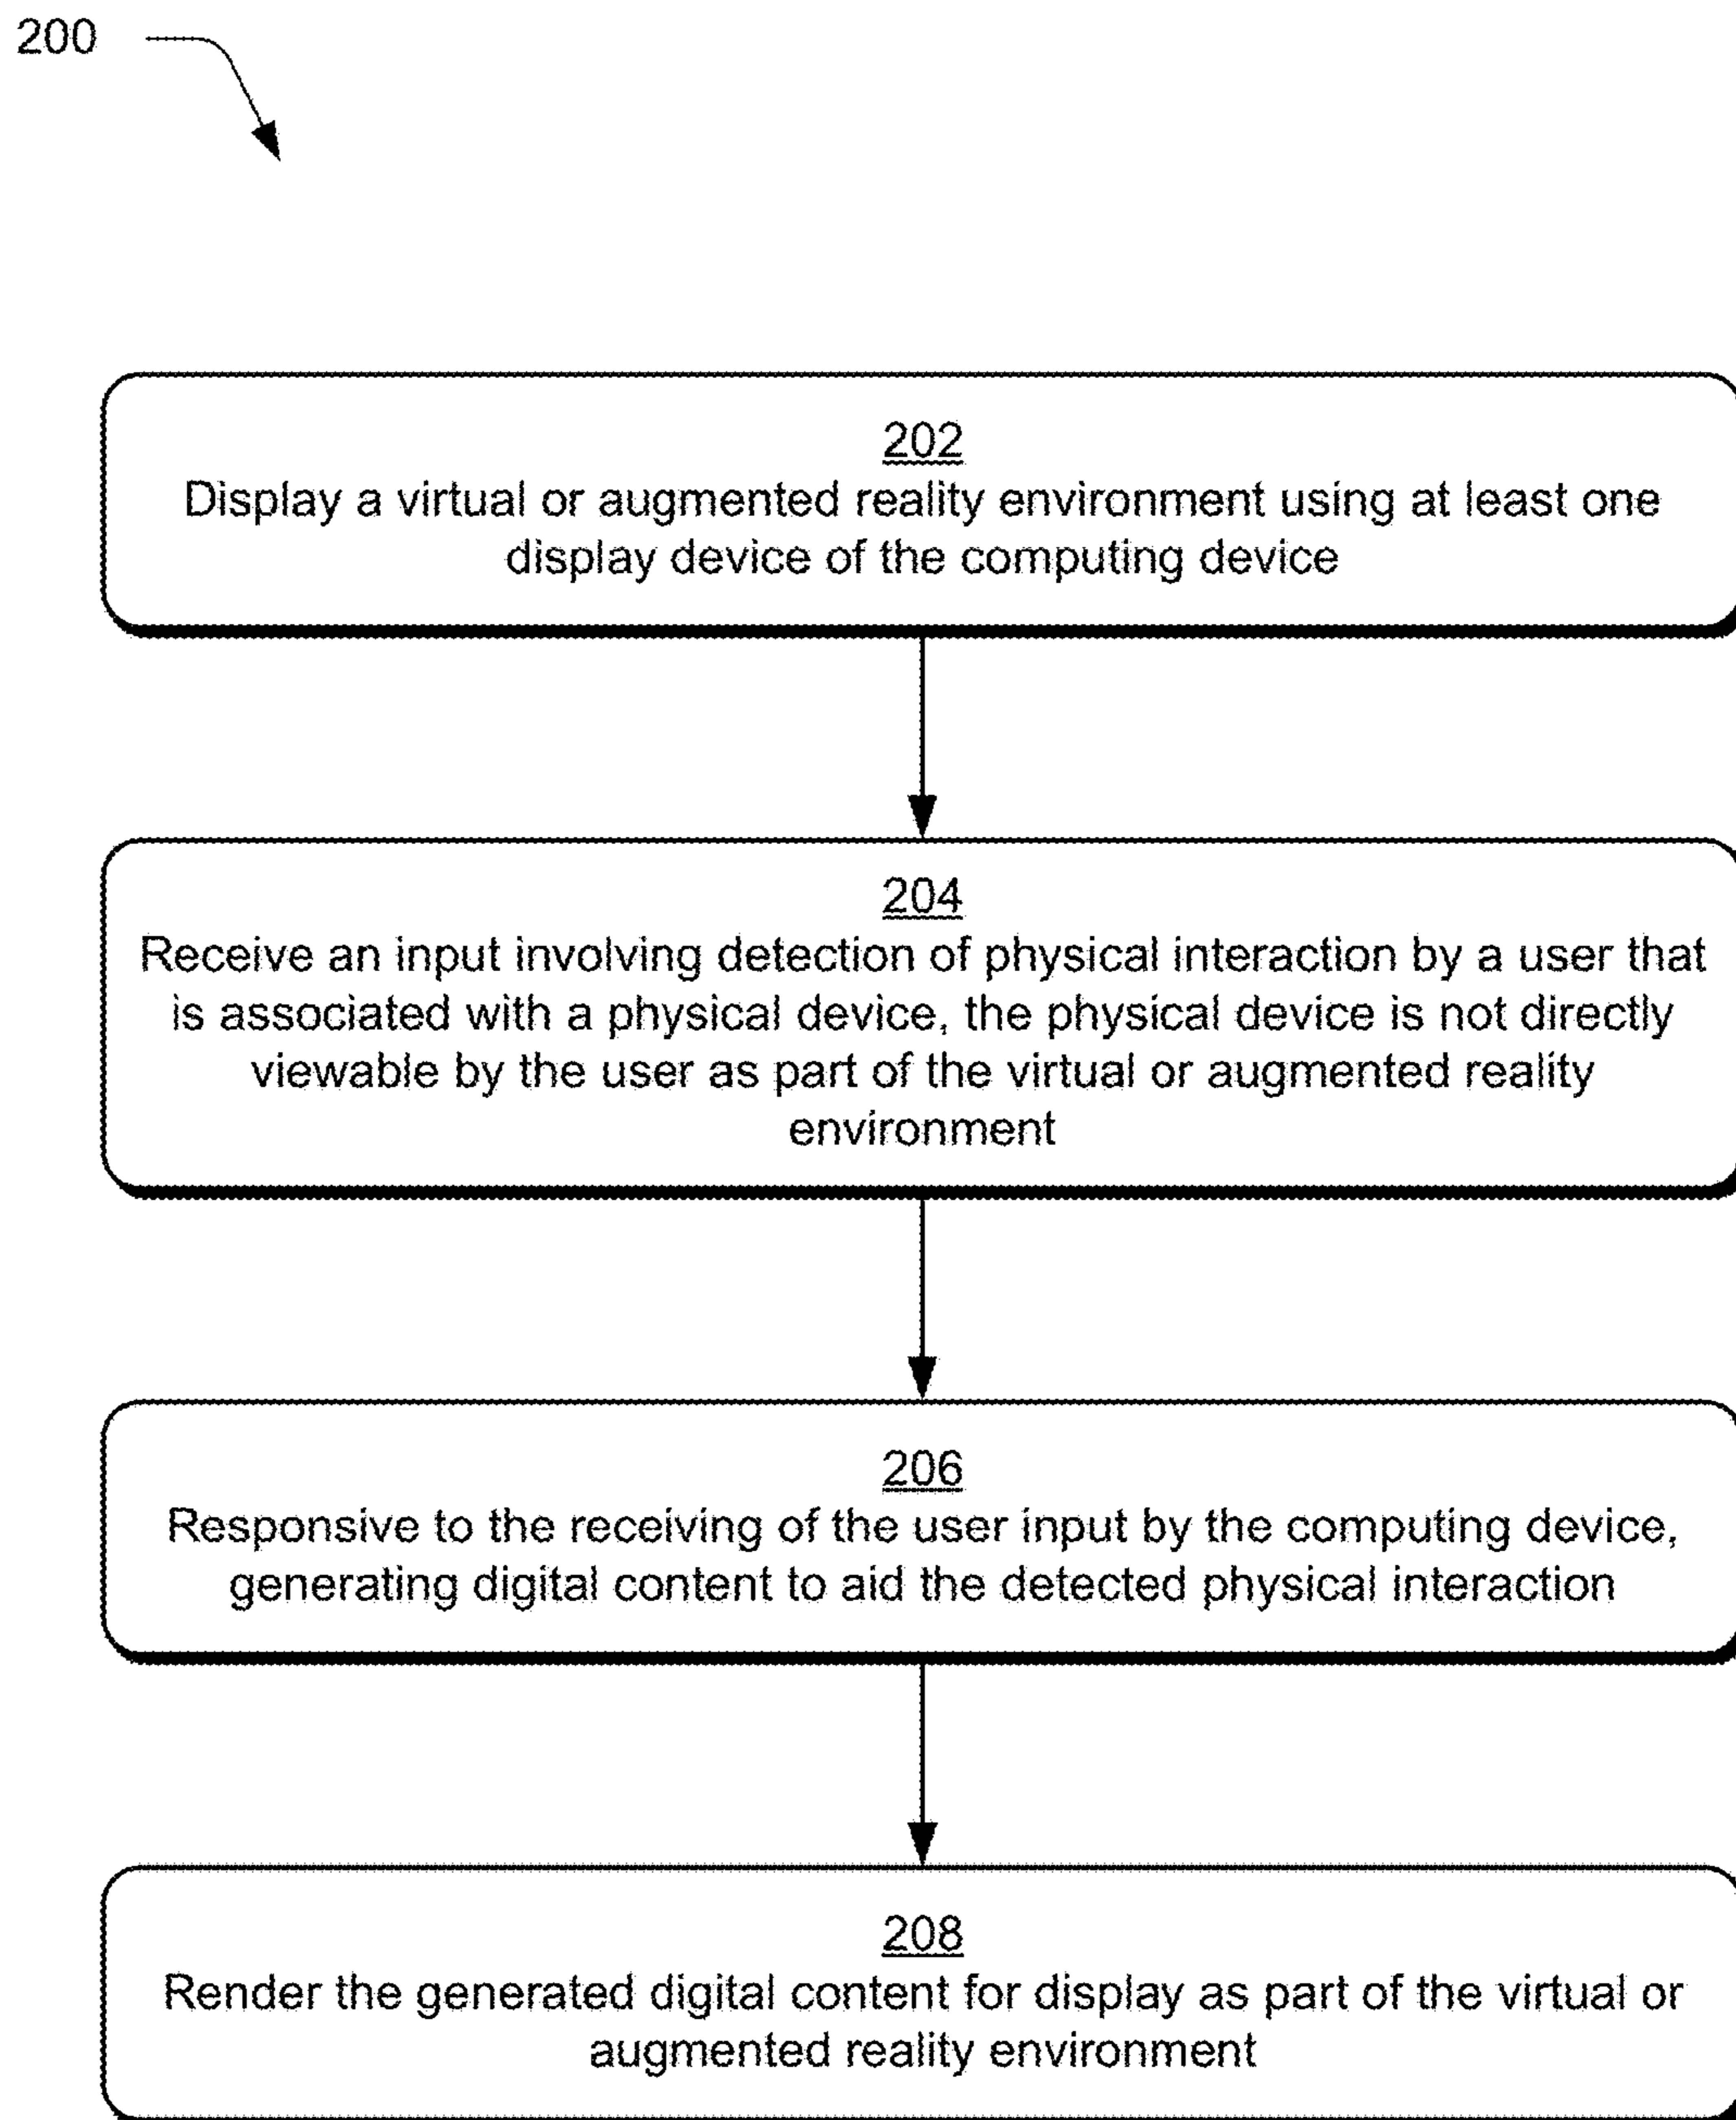 200
202
Display a virtual or augmented reality environment using at least one
display device of the computing device
204
Receive an input involving detection of physical interaction by a user that
is associated with a physical device, the physical device is not directly
viewable by the user as part of the virtual or augmented reality
environment
206
Responsive to the receiving of the user input by the computing device,
generating digital content to aid the detected physical interaction
208
Render the generated digital content for display as part of the virtual or
augmented reality environment